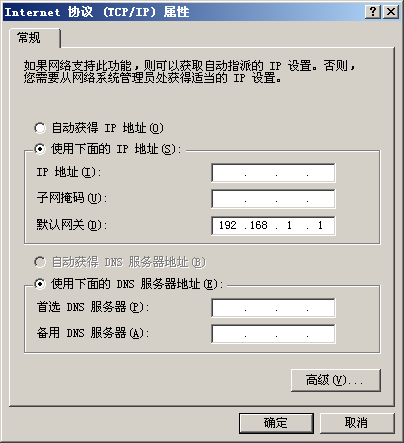 Internet 协议 (TCP/IP) 属性
常规
如果网络支持此功能，则可以获取自动指派的 IP 设置。否则，
您需要从网络系统管理员处获得适当的 IP 设置。
自动获得 IP 地址(O)
使用下面的 IP 地址(S):
IP 地址(I):
子网掩码(U):
默认网关(D): 192 .168 . 1 . 1
自动获得 DNS 服务器地址(B)
使用下面的 DNS 服务器地址(E):
首选 DNS 服务器(P):
备用 DNS 服务器(A):
高级(V)...
确定 取消